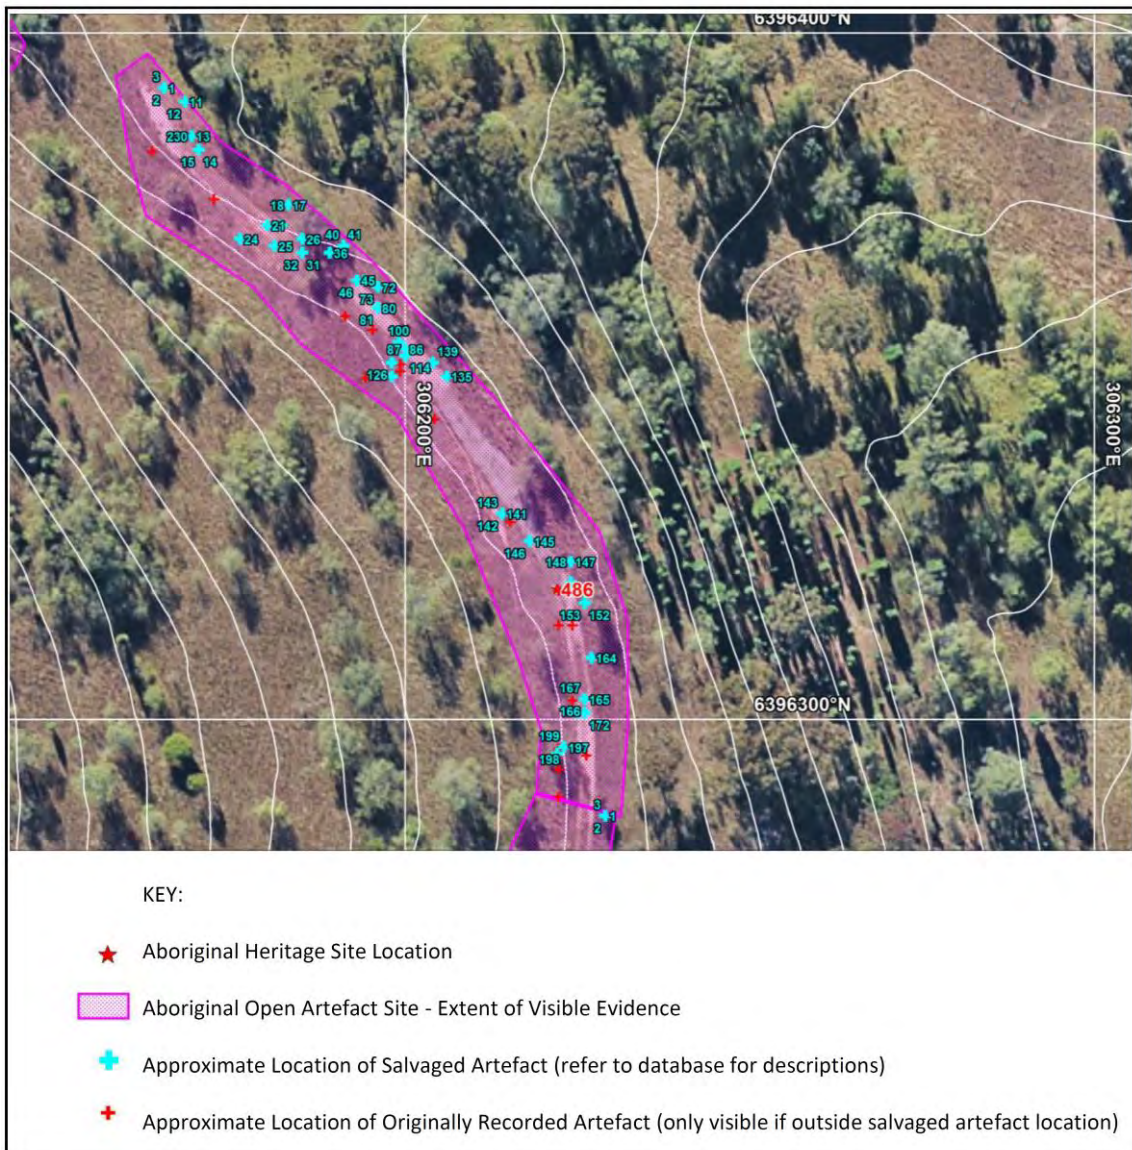 6396400°N
3 1
2 11
12
230 13
15 14
18 17
21
24 26 40 41
25 36
32 31
45 72
46 73 80
81
100
87 86 139
114
126 135
306200°E
306300°E
143
141
142
145
146
148 147
486
153 152
164
167
165
6396300°N
166
172
199
197
198
3
1
2
KEY:
Aboriginal Heritage Site Location
Aboriginal Open Artefact Site - Extent of Visible Evidence
Approximate Location of Salvaged Artefact (refer to database for descriptions)
Approximate Location of Originally Recorded Artefact (only visible if outside salvaged artefact location)